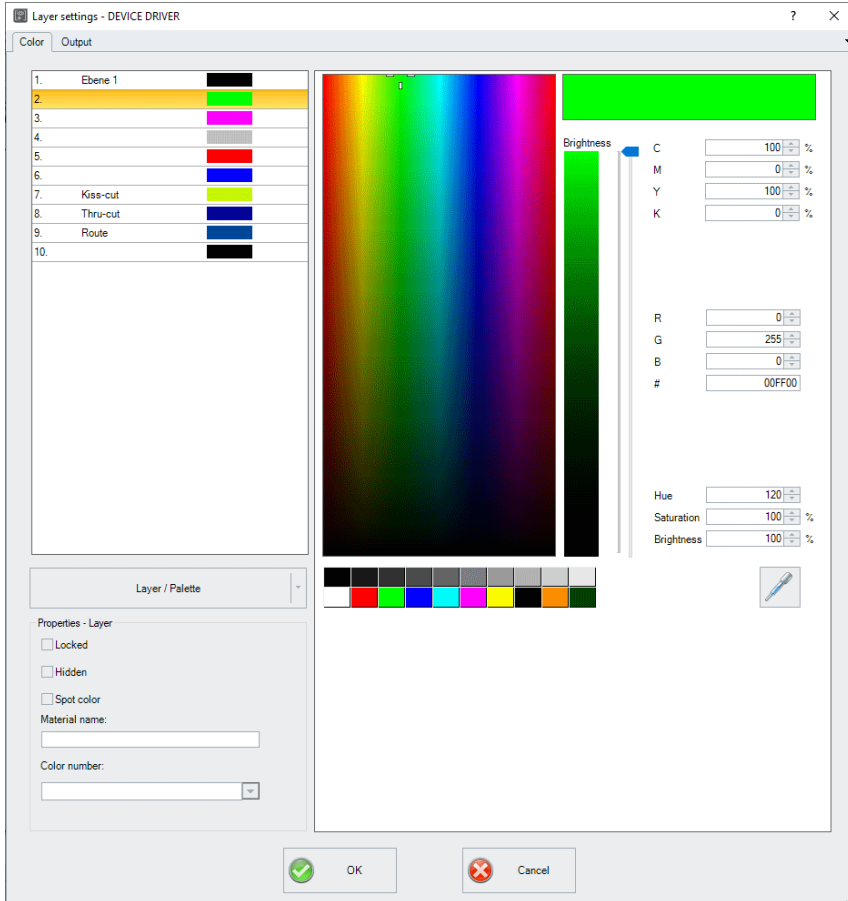 Layer settings - DEVICE DRIVER
?
Color Output
1. Ebene 1
2.
3.
4.
5.
6.
7. Kiss-cut
8. Thru-cut
9. Route
10.
Layer / Palette
Properties - Layer
Locked
Hidden
Spot color
Material name:
Color number:
Brightness
C 100 %
M 0 %
Y 100 %
K 0 %
R 0
G 255
B 0
# 00FF00
Hue 120
Saturation 100 %
Brightness 100 %
OK Cancel